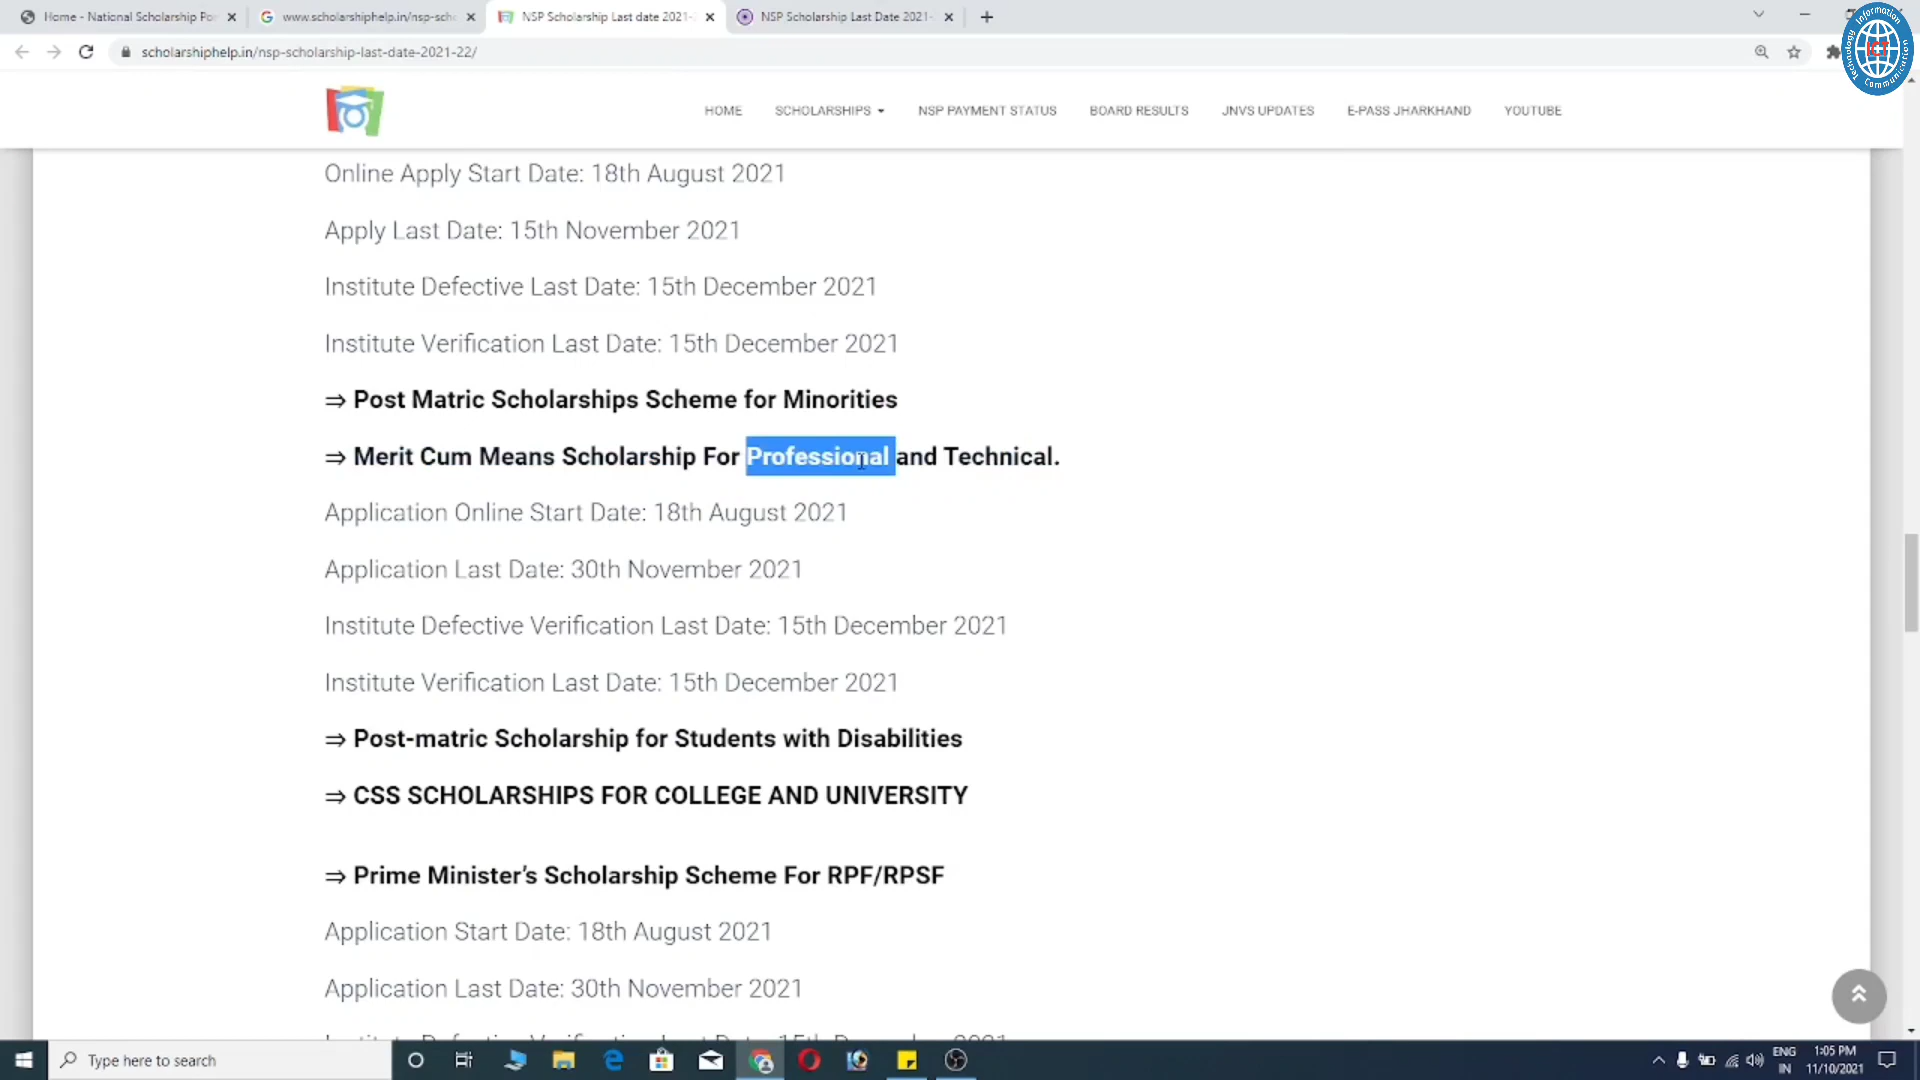 Home - National Scholarship Po
www.scholarshiphelp.in/nsp-sch
NSP Scholarship Last date 2021-
NSP Scholarship Last Date 2021-
scholarshiphelp.in/nsp-scholarship-last-date-2021-22/
Information
Communication
Technology
ICT
HOME
SCHOLARSHIPS
NSP PAYMENT STATUS
BOARD RESULTS
JNVS UPDATES
E-PASS JHARKHAND
YOUTUBE
Online Apply Start Date: 18th August 2021
Apply Last Date: 15th November 2021
Institute Defective Last Date: 15th December 2021
Institute Verification Last Date: 15th December 2021
⇒ Post Matric Scholarships Scheme for Minorities
⇒ Merit Cum Means Scholarship For Professional and Technical.
Application Online Start Date: 18th August 2021
Application Last Date: 30th November 2021
Institute Defective Verification Last Date: 15th December 2021
Institute Verification Last Date: 15th December 2021
⇒ Post-matric Scholarship for Students with Disabilities
⇒ CSS SCHOLARSHIPS FOR COLLEGE AND UNIVERSITY
⇒ Prime Minister's Scholarship Scheme For RPF/RPSF
Application Start Date: 18th August 2021
Application Last Date: 30th November 2021
Type here to search
ENG
IN
1:05 PM
11/10/2021